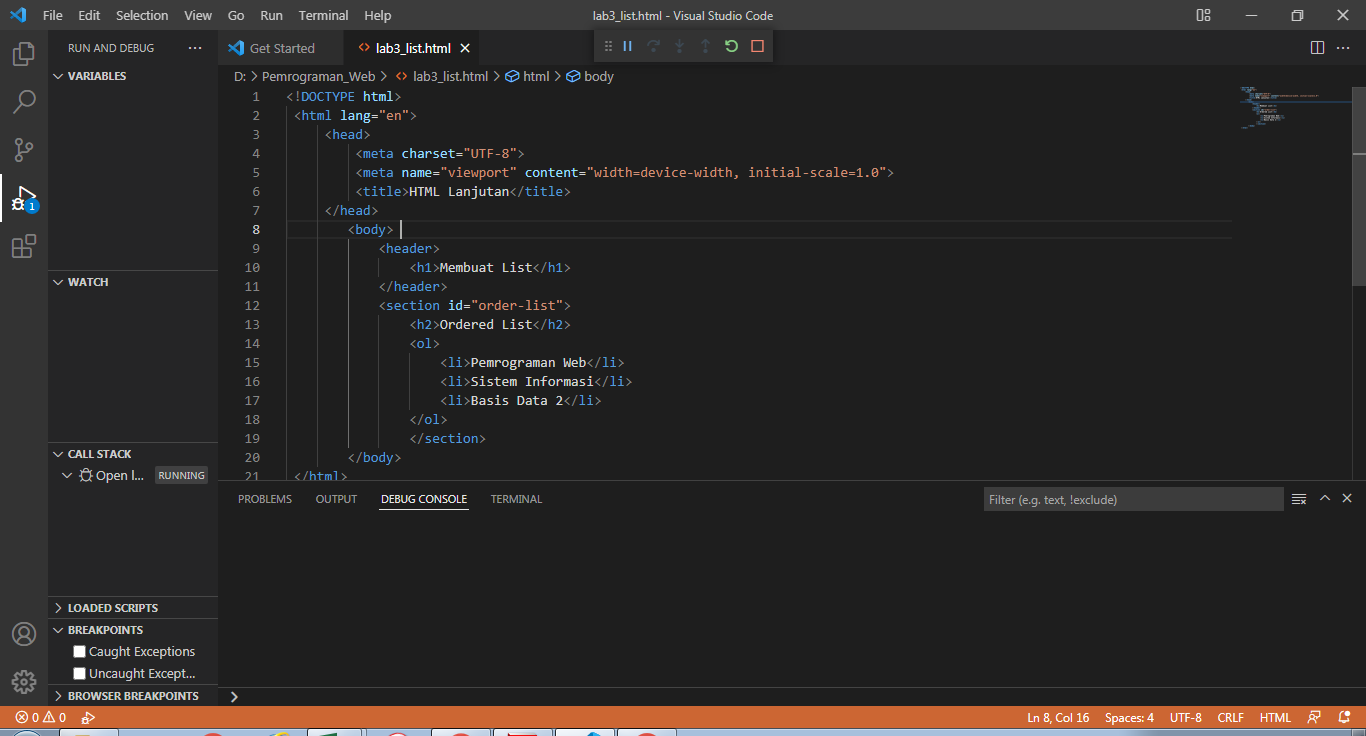 File Edit Selection View Go Run Terminal Help lab3_list.html - Visual Studio Code
RUN AND DEBUG ···
VARIABLES
WATCH
CALL STACK
Open l... RUNNING
LOADED SCRIPTS
BREAKPOINTS
Caught Exceptions
Uncaught Except...
BROWSER BREAKPOINTS
Get Started lab3_list.html
D: > Pemrograman_Web > lab3_list.html > html > body
1 <!DOCTYPE html>
2 <html lang="en">
3 <head>
4 <meta charset="UTF-8">
5 <meta name="viewport" content="width=device-width, initial-scale=1.0">
6 <title>HTML Lanjutan</title>
7 </head>
8 <body>
9 <header>
10 <h1>Membuat List</h1>
11 </header>
12 <section id="order-list">
13 <h2>Ordered List</h2>
14 <ol>
15 <li>Pemrograman Web</li>
16 <li>Sistem Informasi</li>
17 <li>Basis Data 2</li>
18 </ol>
19 </section>
20 </body>
21 </html>
PROBLEMS OUTPUT DEBUG CONSOLE TERMINAL Filter (e.g. text, !exclude)
0 0 Ln 8, Col 16 Spaces: 4 UTF-8 CRLF HTML
1